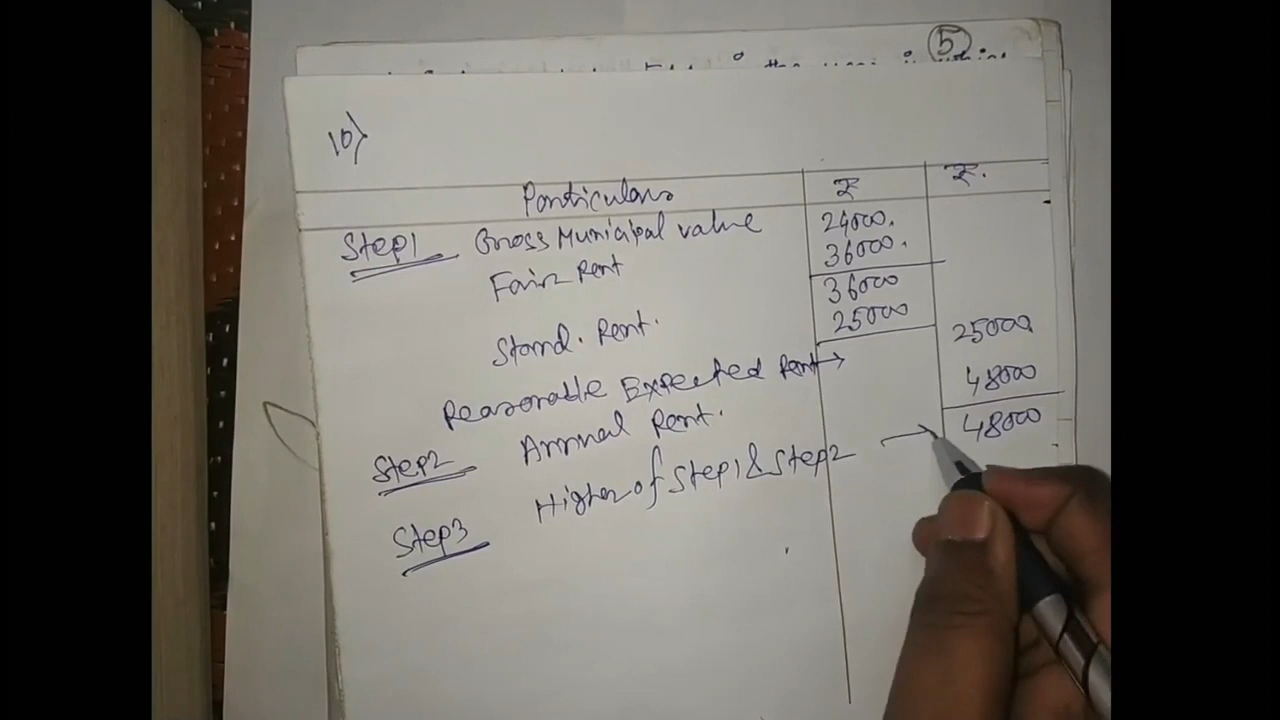 5
10)
Particulars ₹ ₹.
Step1 Gross Municipal value 24000.
Fair Rent 36000.
36000
Stand. Rent. 25000 25000
Reasonable Expected Rent →
Step2 Annual Rent. 48000
Step3 Higher of Step1 & Step2 → 48000